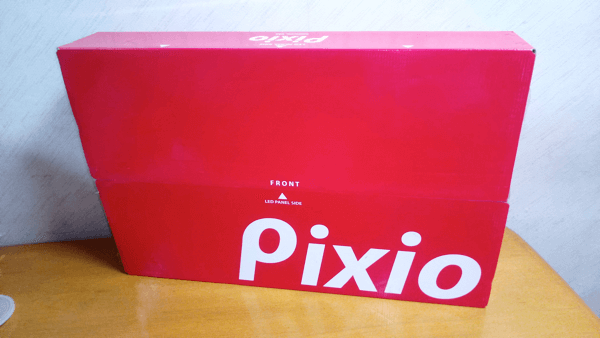 Pixio
FRONT
LED PANEL SIDE
Pixio